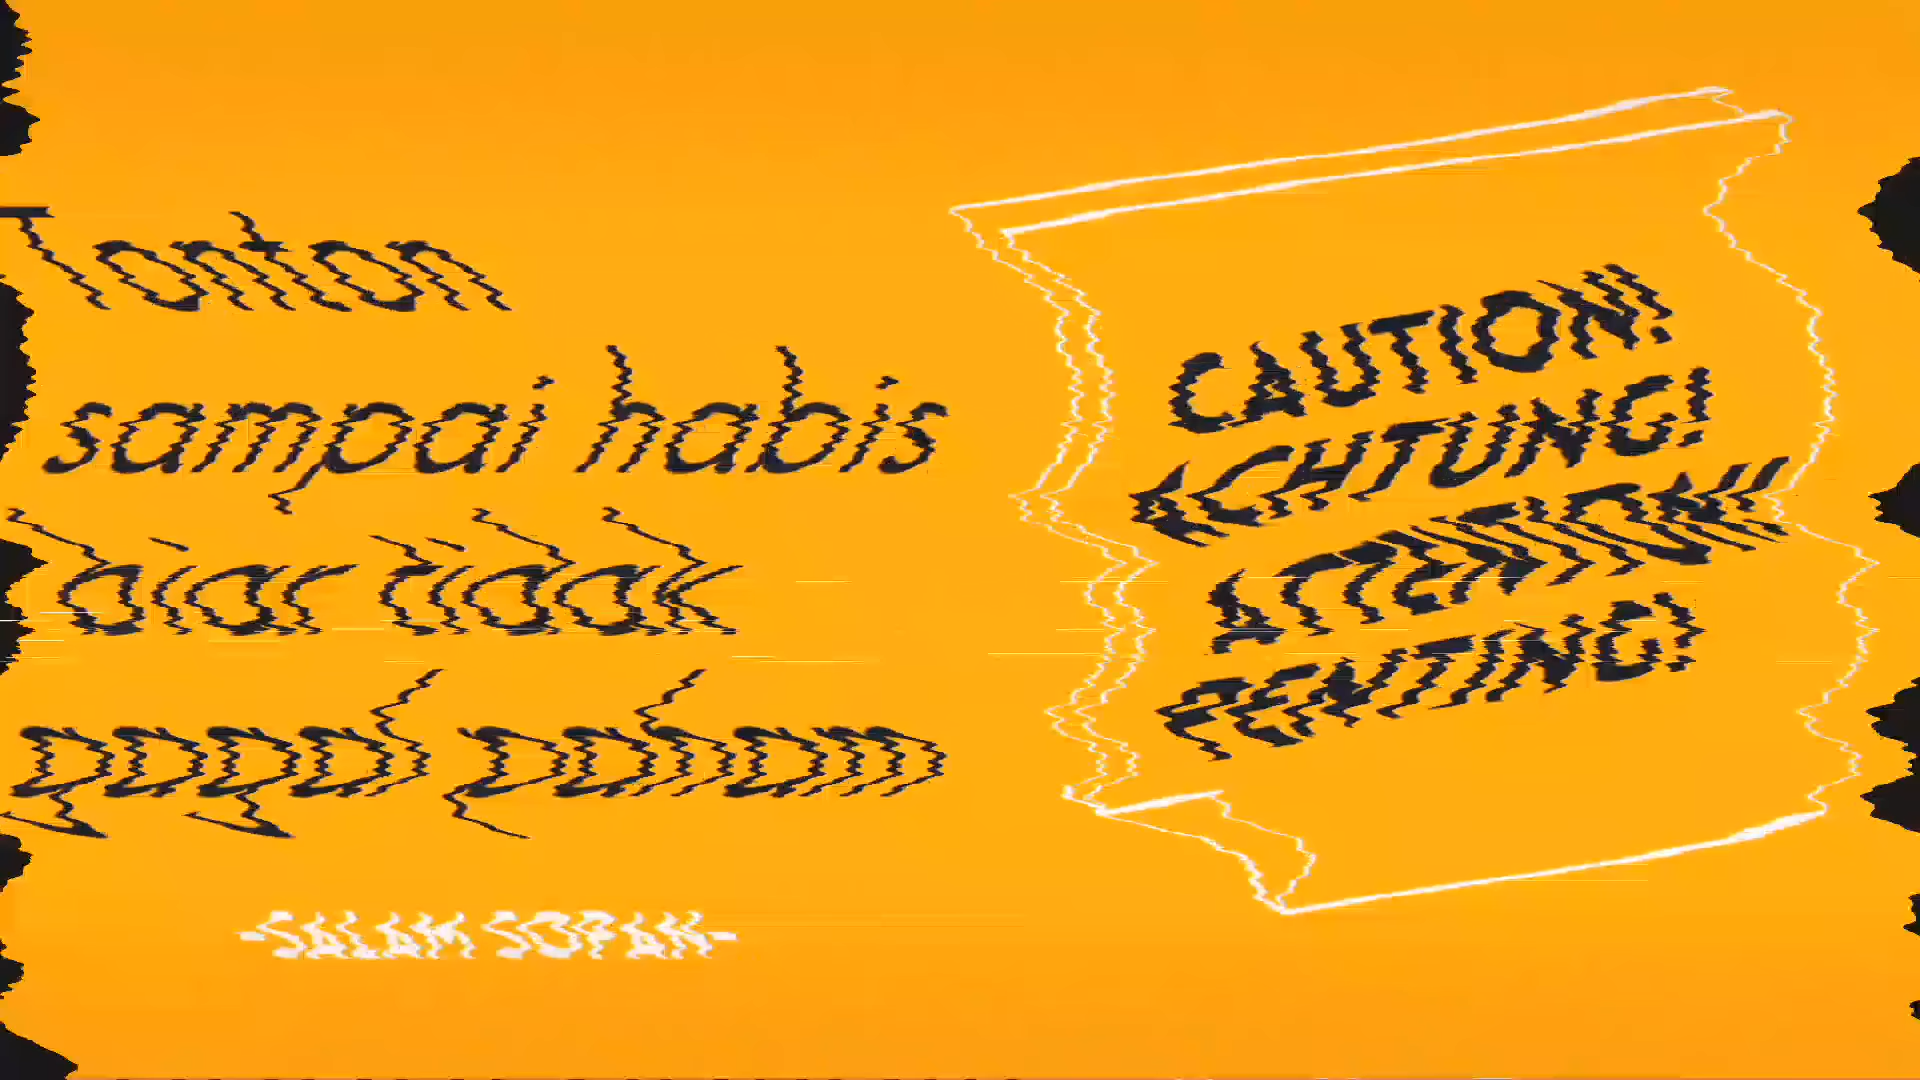 Tonton
sampai habis
biar tidak
gagal paham
-SALAM SOPAN-
CAUTION!
ACHTUNG!
ATTENTION!
PENTING!